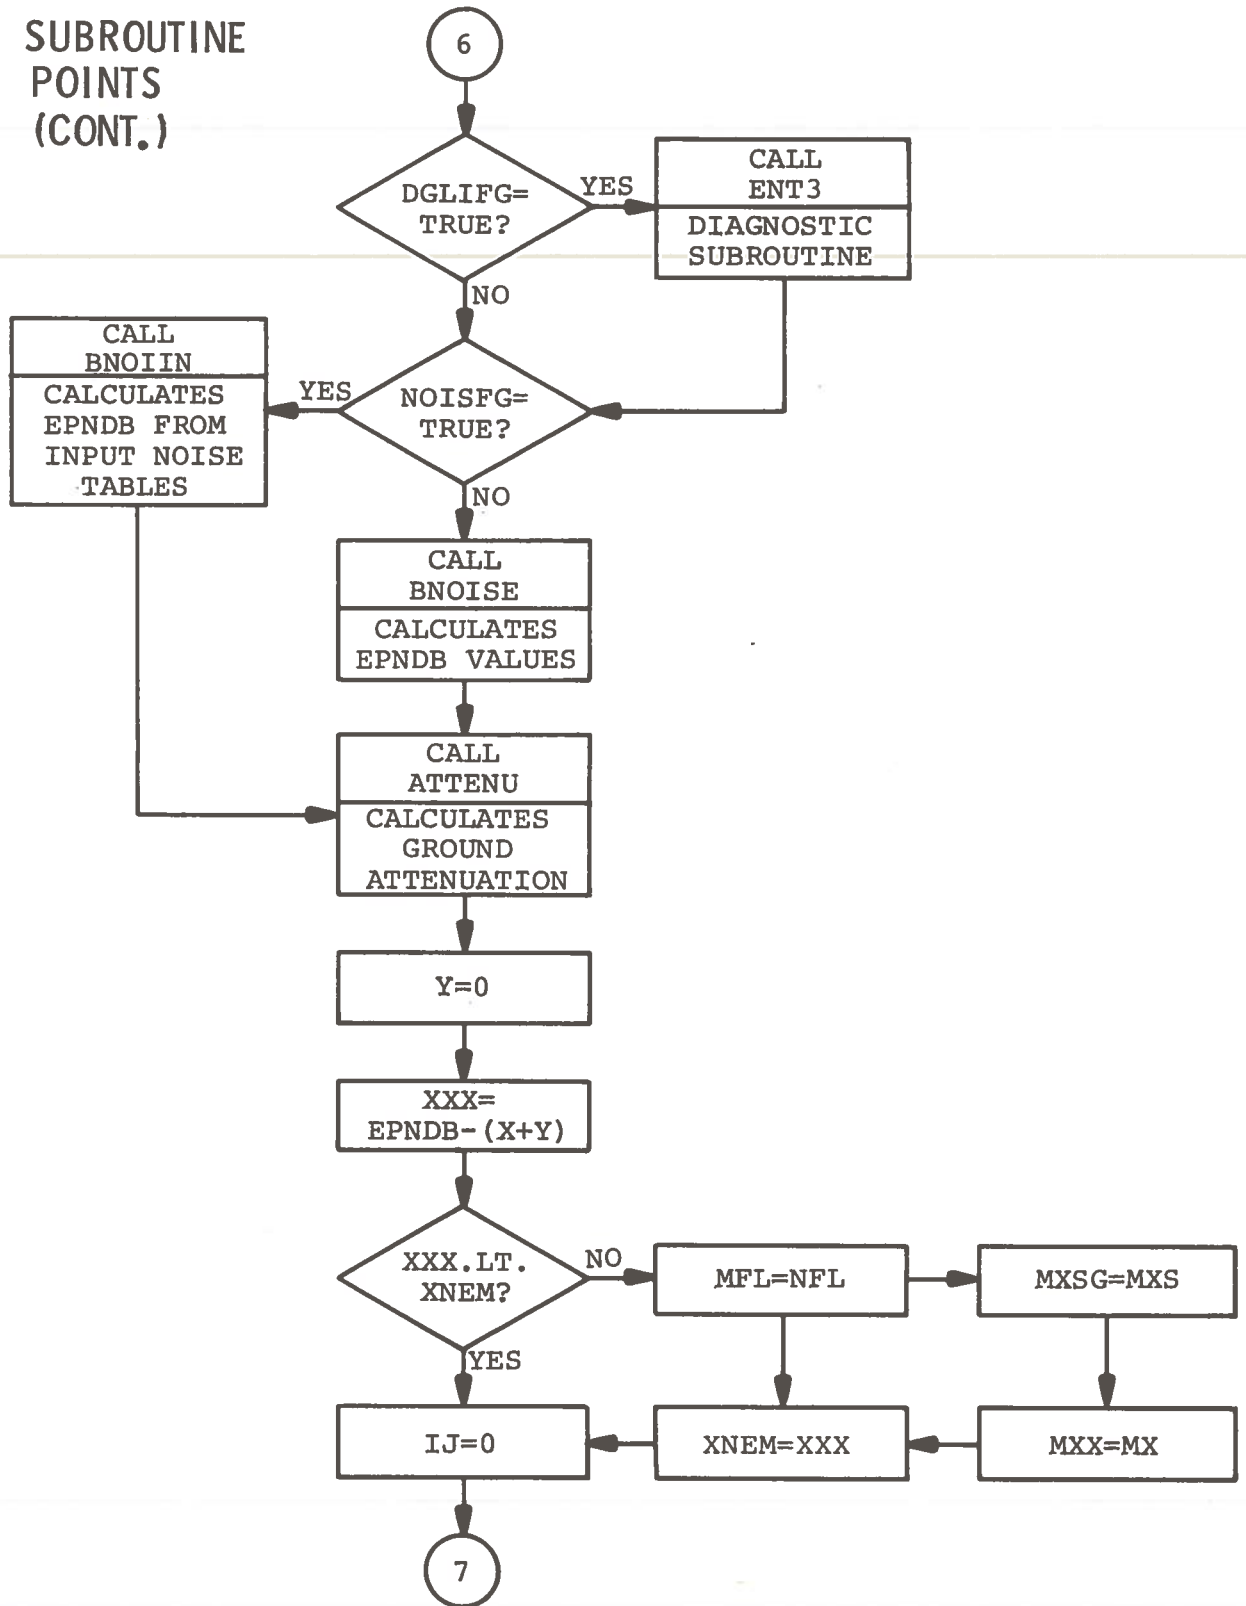 SUBROUTINE
POINTS
(CONT.)
6
DGLIFG=
TRUE?
YES
CALL
ENT3
DIAGNOSTIC
SUBROUTINE
NO
CALL
BNOIIN
CALCULATES
EPNDB FROM
INPUT NOISE
TABLES
YES
NOISFG=
TRUE?
NO
CALL
BNOISE
CALCULATES
EPNDB VALUES
CALL
ATTENU
CALCULATES
GROUND
ATTENUATION
Y=0
XXX=
EPNDB-(X+Y)
XXX.LT.
XNEM?
NO
MFL=NFL
MXSG=MXS
YES
IJ=0
XNEM=XXX
MXX=MX
7